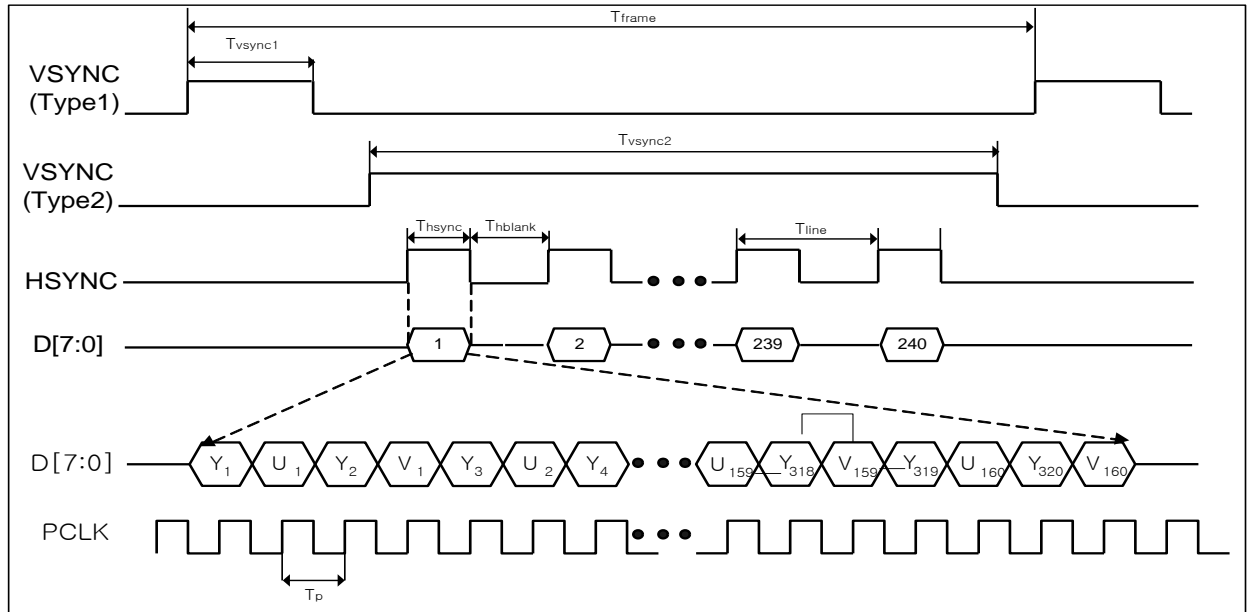 Tframe
Tvsync1
VSYNC
(Type1)
Tvsync2
VSYNC
(Type2)
Thsync Thblank Tline
HSYNC
D[7:0] 1 2 239 240
D[7:0] Y1 U1 Y2 V1 Y3 U2 Y4 U159 Y318 V159 Y319 U160 Y320 V160
PCLK
Tp